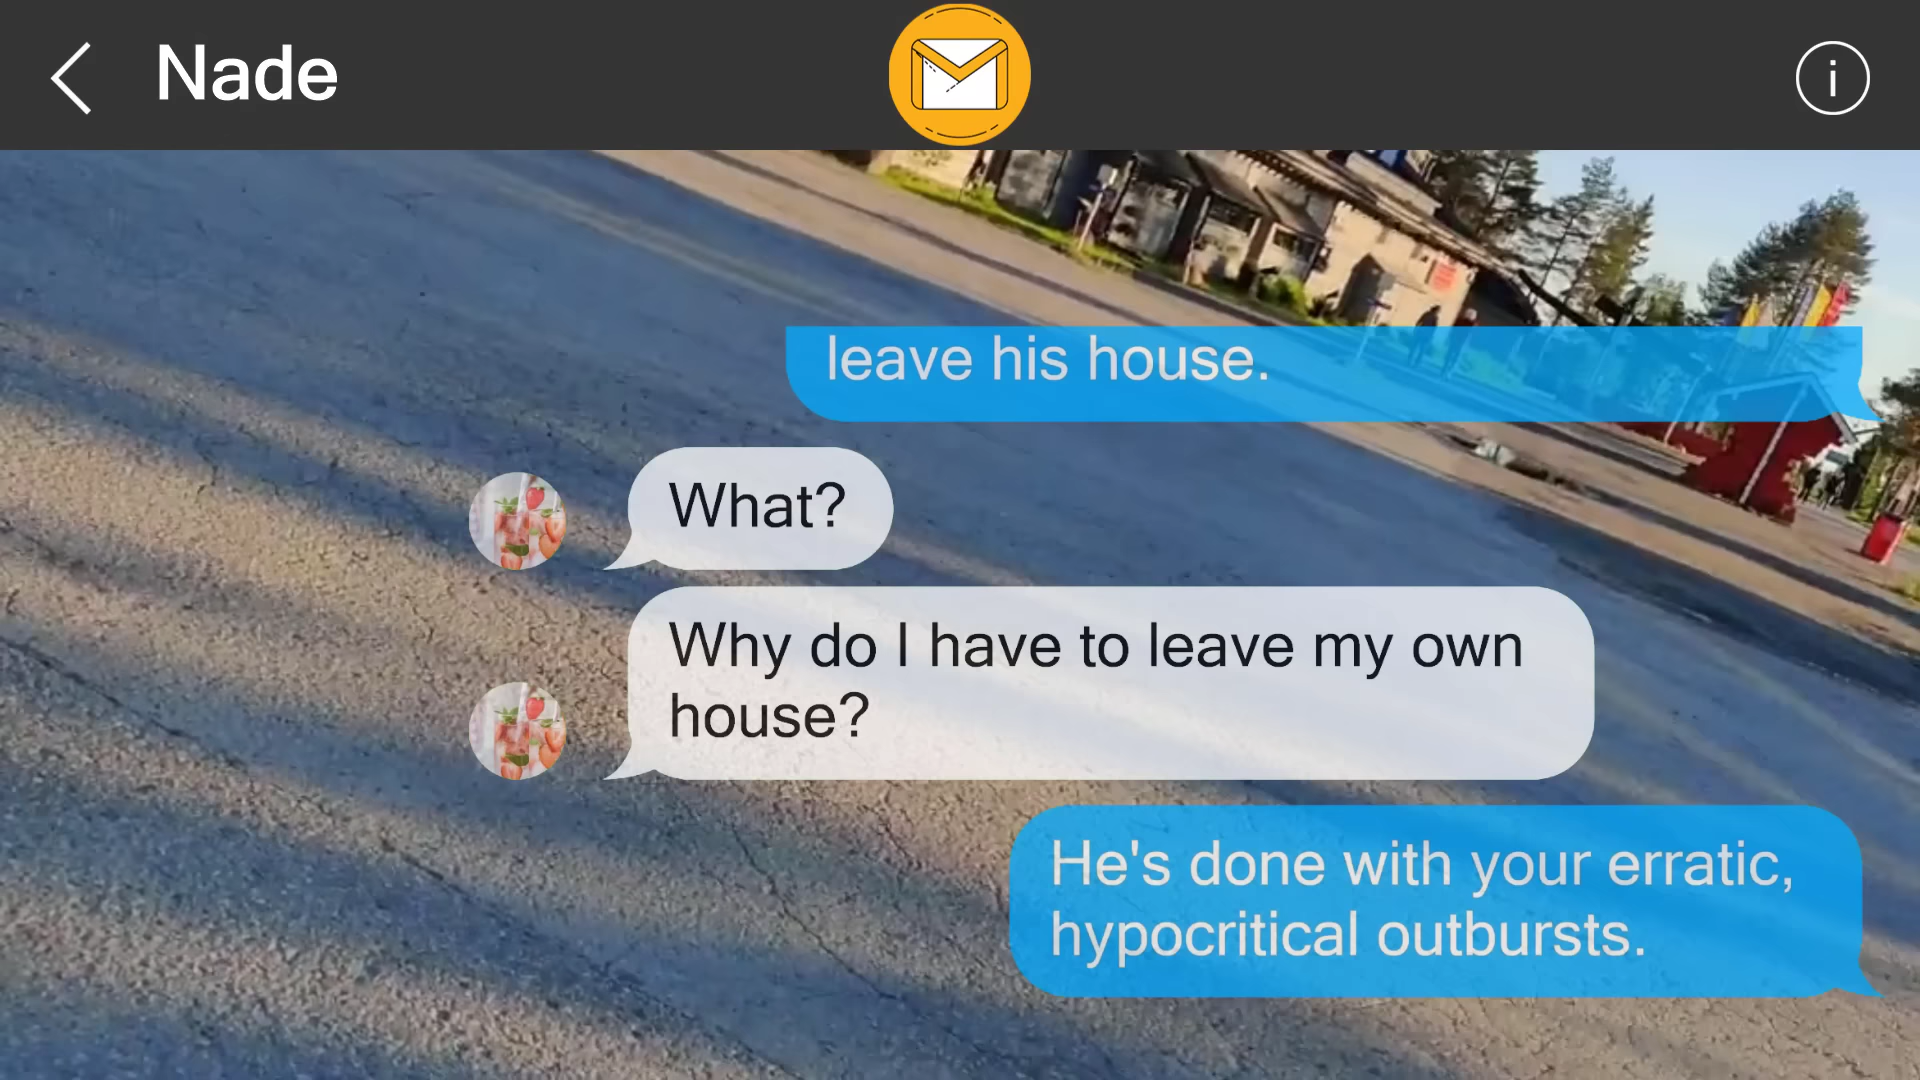 Nade
i
leave his house.
What?
Why do I have to leave my own
house?
He's done with your erratic,
hypocritical outbursts.